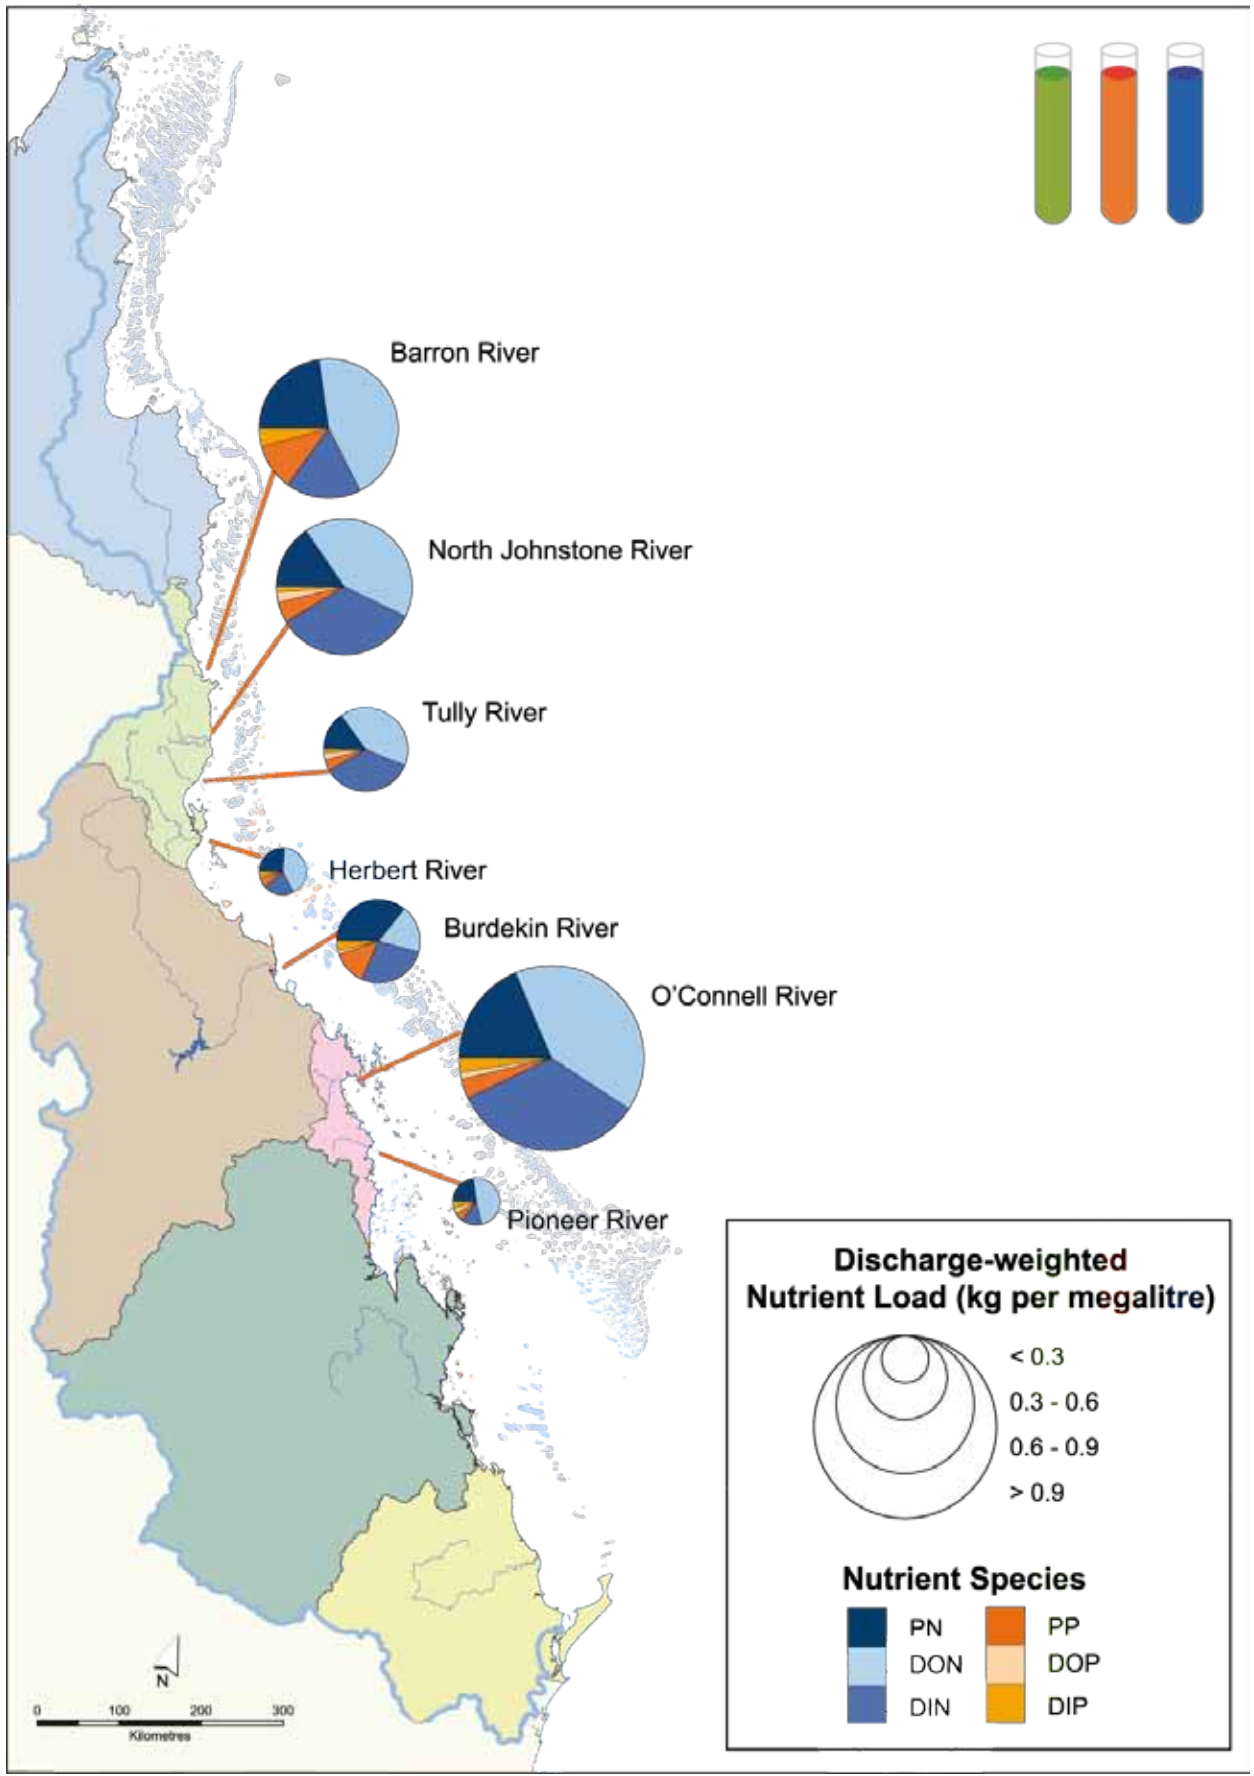 Barron River
North Johnstone River
Tully River
Herbert River
Burdekin River
O'Connell River
Pioneer River
Discharge-weighted
Nutrient Load (kg per megalitre)
< 0.3
0.3 - 0.6
0.6 - 0.9
> 0.9
Nutrient Species
PN PP
DON DOP
DIN DIP
N
0 100 200 300
Kilometres